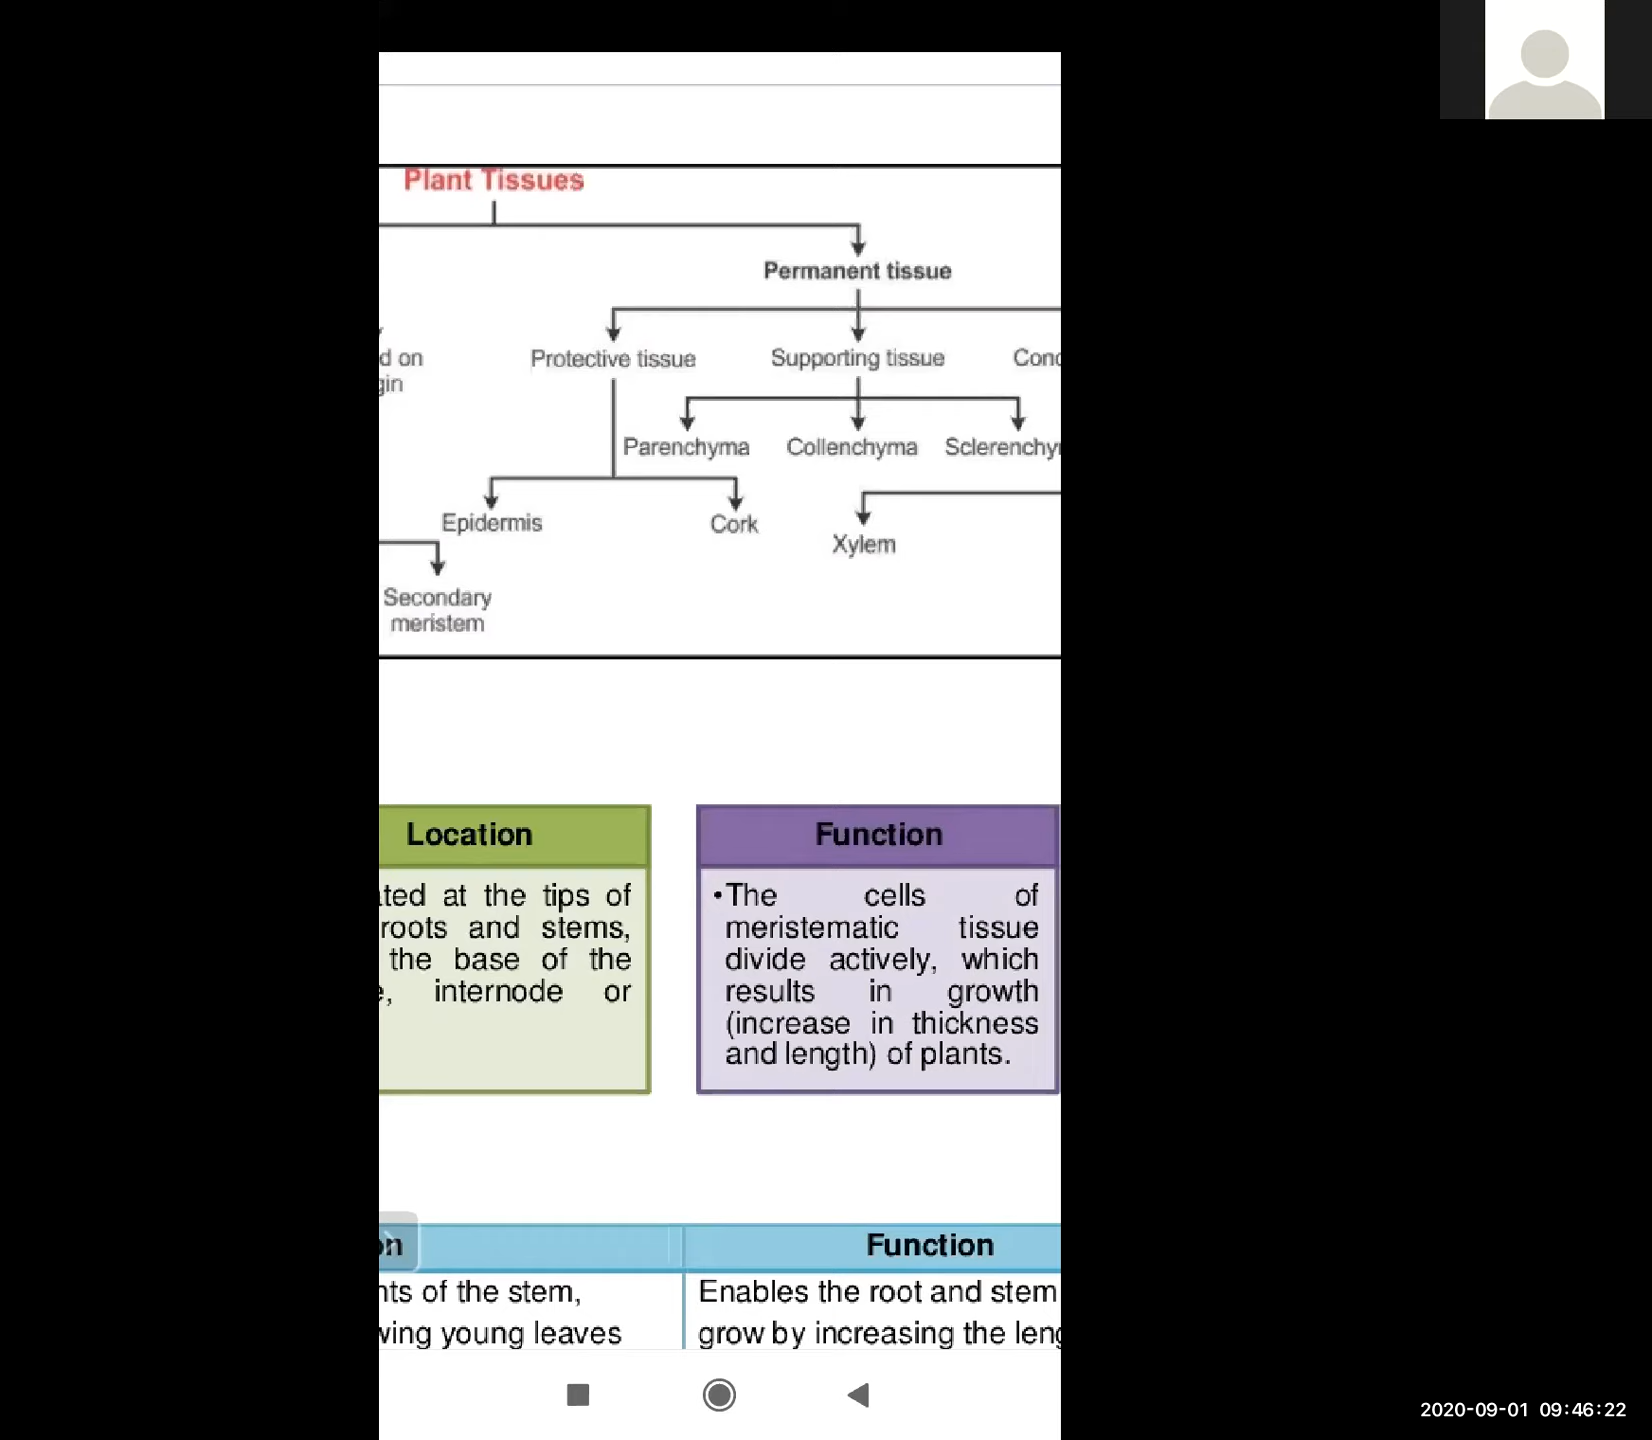 Plant Tissues
Permanent tissue
d on
gin
Protective tissue
Supporting tissue
Cond
Parenchyma
Collenchyma
Sclerenchy
Epidermis
Cork
Xylem
Secondary
meristem
Location
ted at the tips of
roots and stems,
the base of the
, internode or
Function
•The cells of
meristematic tissue
divide actively, which
results in growth
(increase in thickness
and length) of plants.
on
Function
nts of the stem,
wing young leaves
Enables the root and stem
grow by increasing the leng
2020-09-01 09:46:22